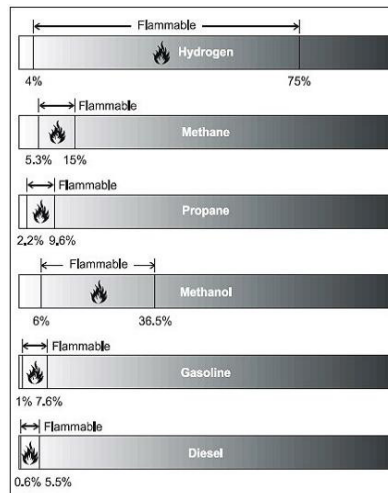 Flammable
Hydrogen
4% 75%
Flammable
Methane
5.3% 15%
Flammable
Propane
2.2% 9.6%
Flammable
Methanol
6% 36.5%
Flammable
Gasoline
1% 7.6%
Flammable
Diesel
0.6% 5.5%